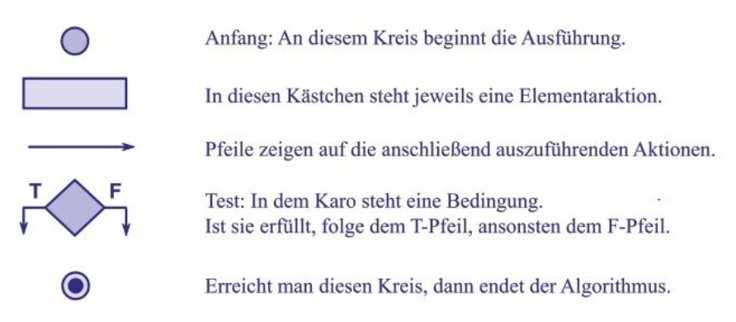 Anfang: An diesem Kreis beginnt die Ausführung.
In diesen Kästchen steht jeweils eine Elementaraktion.
Pfeile zeigen auf die anschließend auszuführenden Aktionen.
T F
Test: In dem Karo steht eine Bedingung.
Ist sie erfüllt, folge dem T-Pfeil, ansonsten dem F-Pfeil.
Erreicht man diesen Kreis, dann endet der Algorithmus.